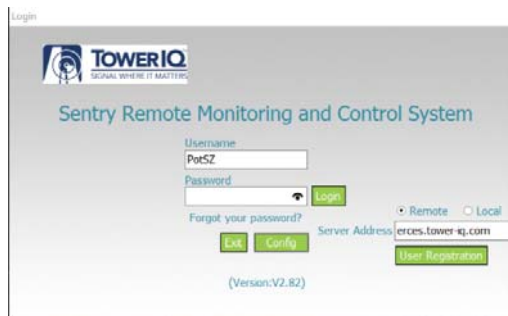 Login
TOWERIQ
SIGNAL WHERE IT MATTERS
Sentry Remote Monitoring and Control System
Username
PotSZ
Password
Login
Forgot your password?
Remote Local
Server Address erces.tower-iq.com
Exit Config
User Registration
(Version:V2.82)